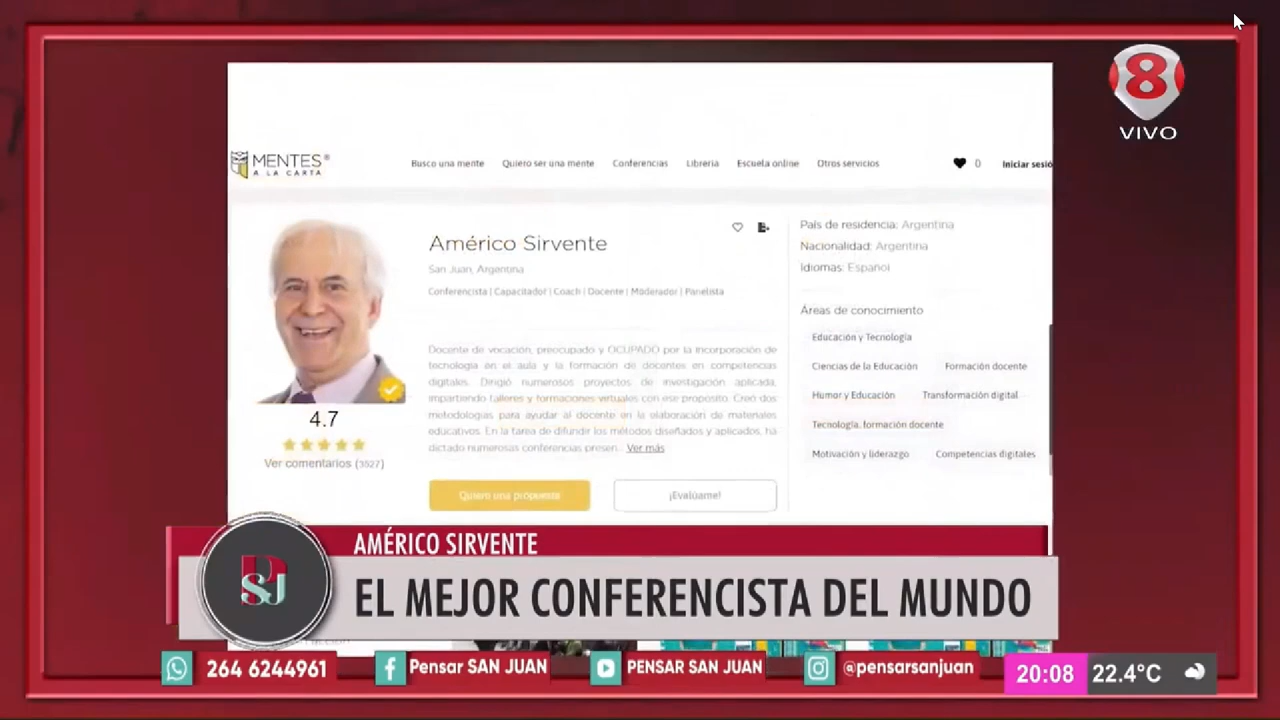 8
VIVO
MENTES®
A LA CARTA
Busco una mente
Quiero ser una mente
Conferencias
Libreria
Escuela online
Otros servicios
0
Iniciar sesió
Américo Sirvente
San Juan, Argentina
Conferencista | Capacitador | Coach | Docente | Moderador | Panelista
Docente de vocación, preocupado y OCUPADO por la incorporación de
tecnología en el aula y la formación de docentes en competencias
digitales. Dirigió numerosos proyectos de investigación aplicada,
impartiendo talleres y formaciones virtuales con ese proposito. Creó dos
metodologías para ayudar al docente en la elaboración de materiales
educativos. En la tarea de difundir los métodos diseñados y aplicados, ha
dictado numerosas conferencias presen... Ver más
Quiero una propuesta
¡Evalúame!
4.7
Ver comentarios (3527)
País de residencia: Argentina
Nacionalidad: Argentina
Idiomas: Español
Áreas de conocimiento
Educación y Tecnología
Ciencias de la Educación
Formación docente
Humor y Educación
Transformación digital
Tecnología, formación docente
Motivación y liderazgo
Competencias digitales
AMÉRICO SIRVENTE
PSJ
EL MEJOR CONFERENCISTA DEL MUNDO
264 6244961
Pensar SAN JUAN
PENSAR SAN JUAN
@pensarsanjuan
20:08
22.4°C